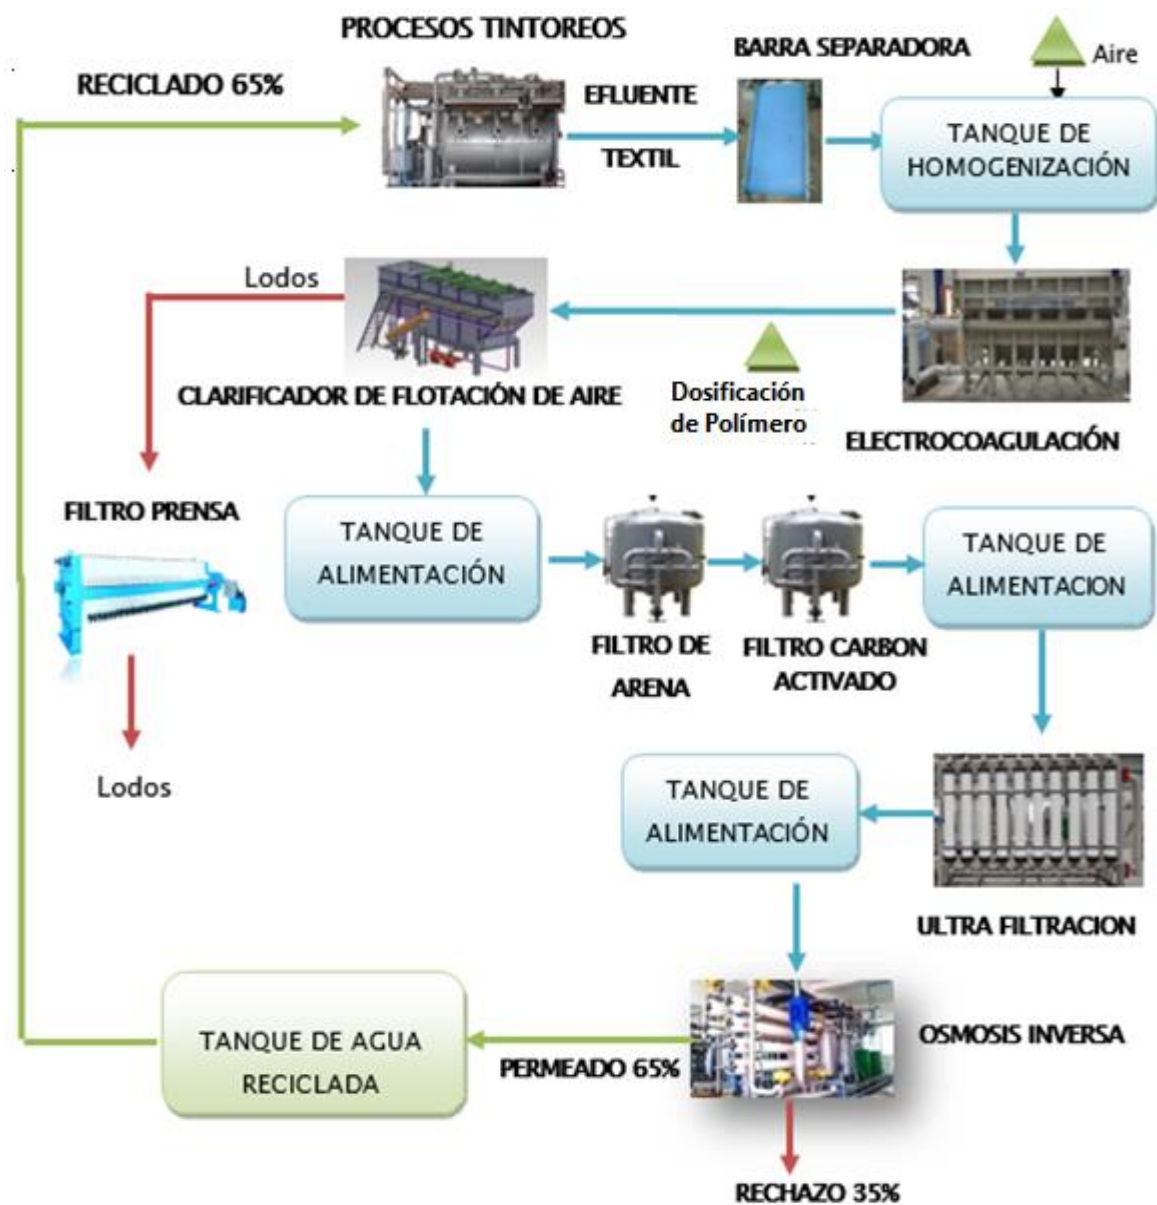 PROCESOS TINTOREOS
BARRA SEPARADORA
Aire
RECICLADO 65%
EFLUENTE
TEXTIL
TANQUE DE
HOMOGENIZACIÓN
Lodos
CLARIFICADOR DE FLOTACIÓN DE AIRE
Dosificación
de Polímero
ELECTROCOAGULACIÓN
FILTRO PRENSA
TANQUE DE
ALIMENTACIÓN
TANQUE DE
ALIMENTACION
FILTRO DE
ARENA
FILTRO CARBON
ACTIVADO
Lodos
TANQUE DE
ALIMENTACIÓN
ULTRA FILTRACION
TANQUE DE AGUA
RECICLADA
PERMEADO 65%
OSMOSIS INVERSA
RECHAZO 35%